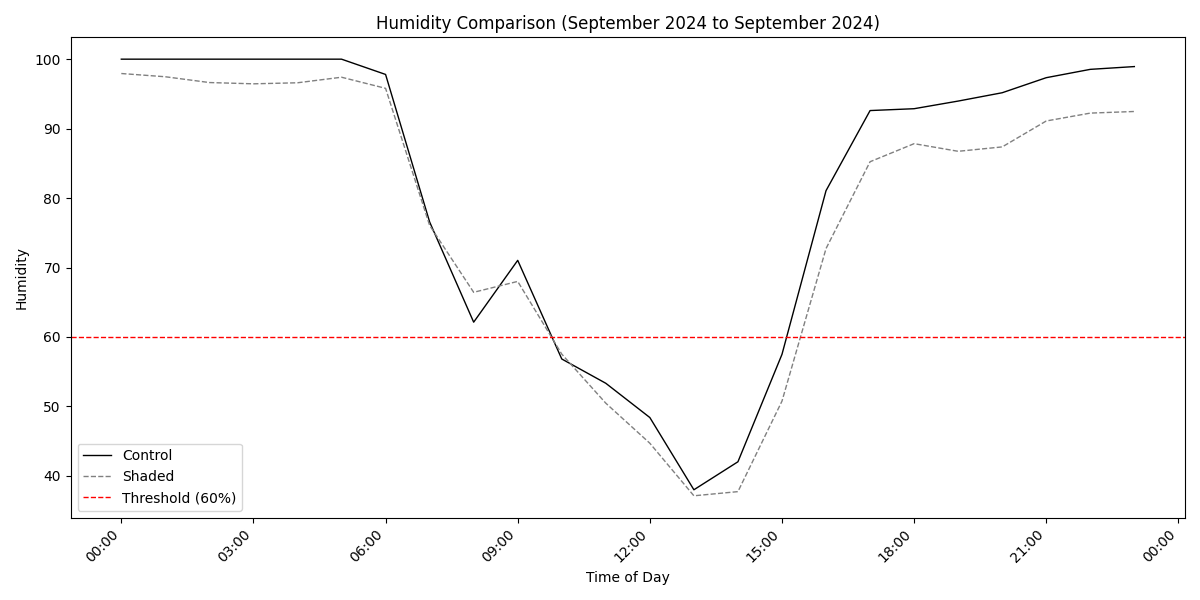 Humidity Comparison (September 2024 to September 2024)
100
90
80
70
60
50
40
Humidity
Control
Shaded
Threshold (60%)
00:00
03:00
06:00
09:00
12:00
15:00
18:00
21:00
00:00
Time of Day